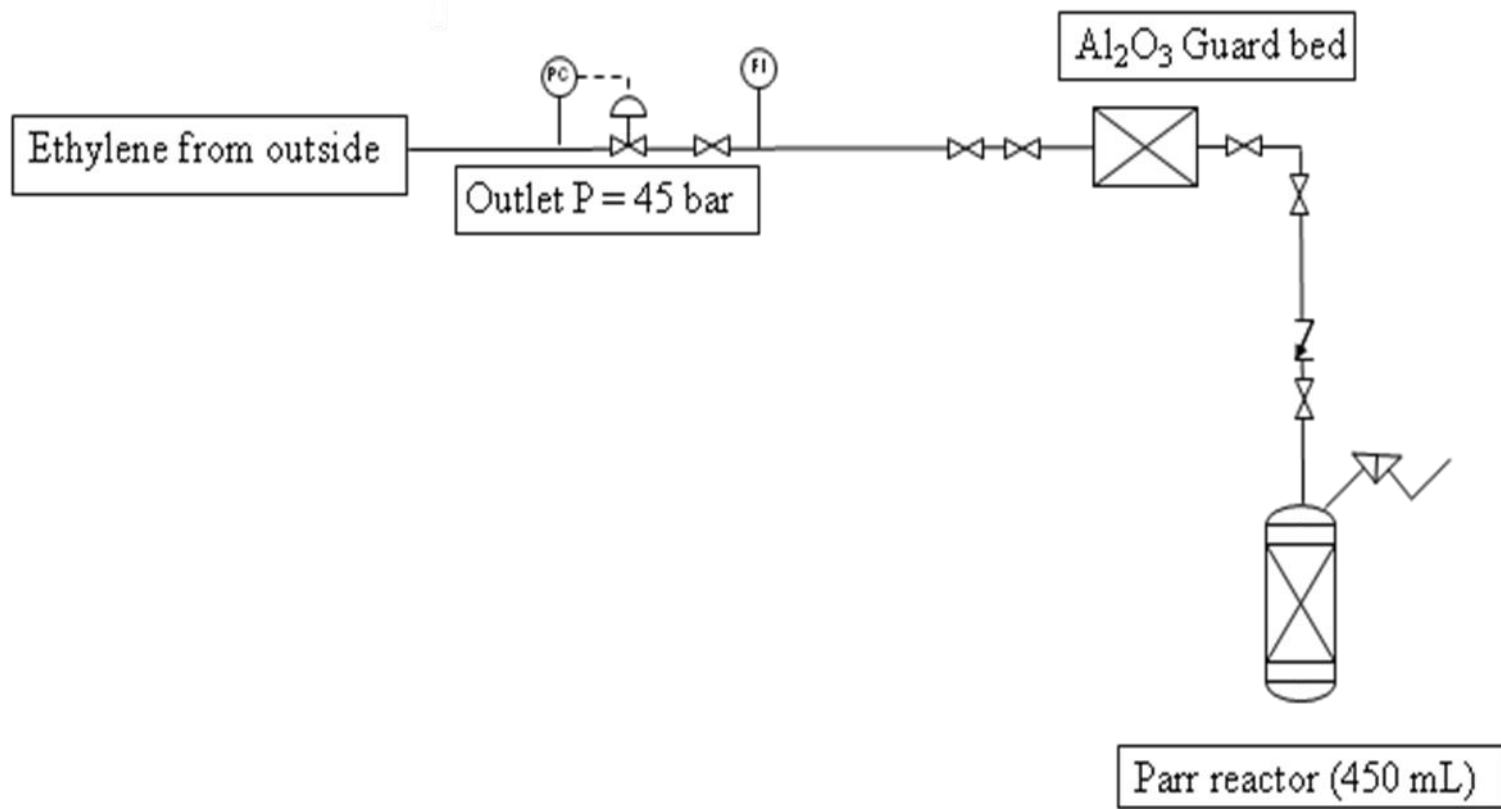 Al₂O₃ Guard bed
PC
FI
Ethylene from outside
Outlet P = 45 bar
Parr reactor (450 mL)